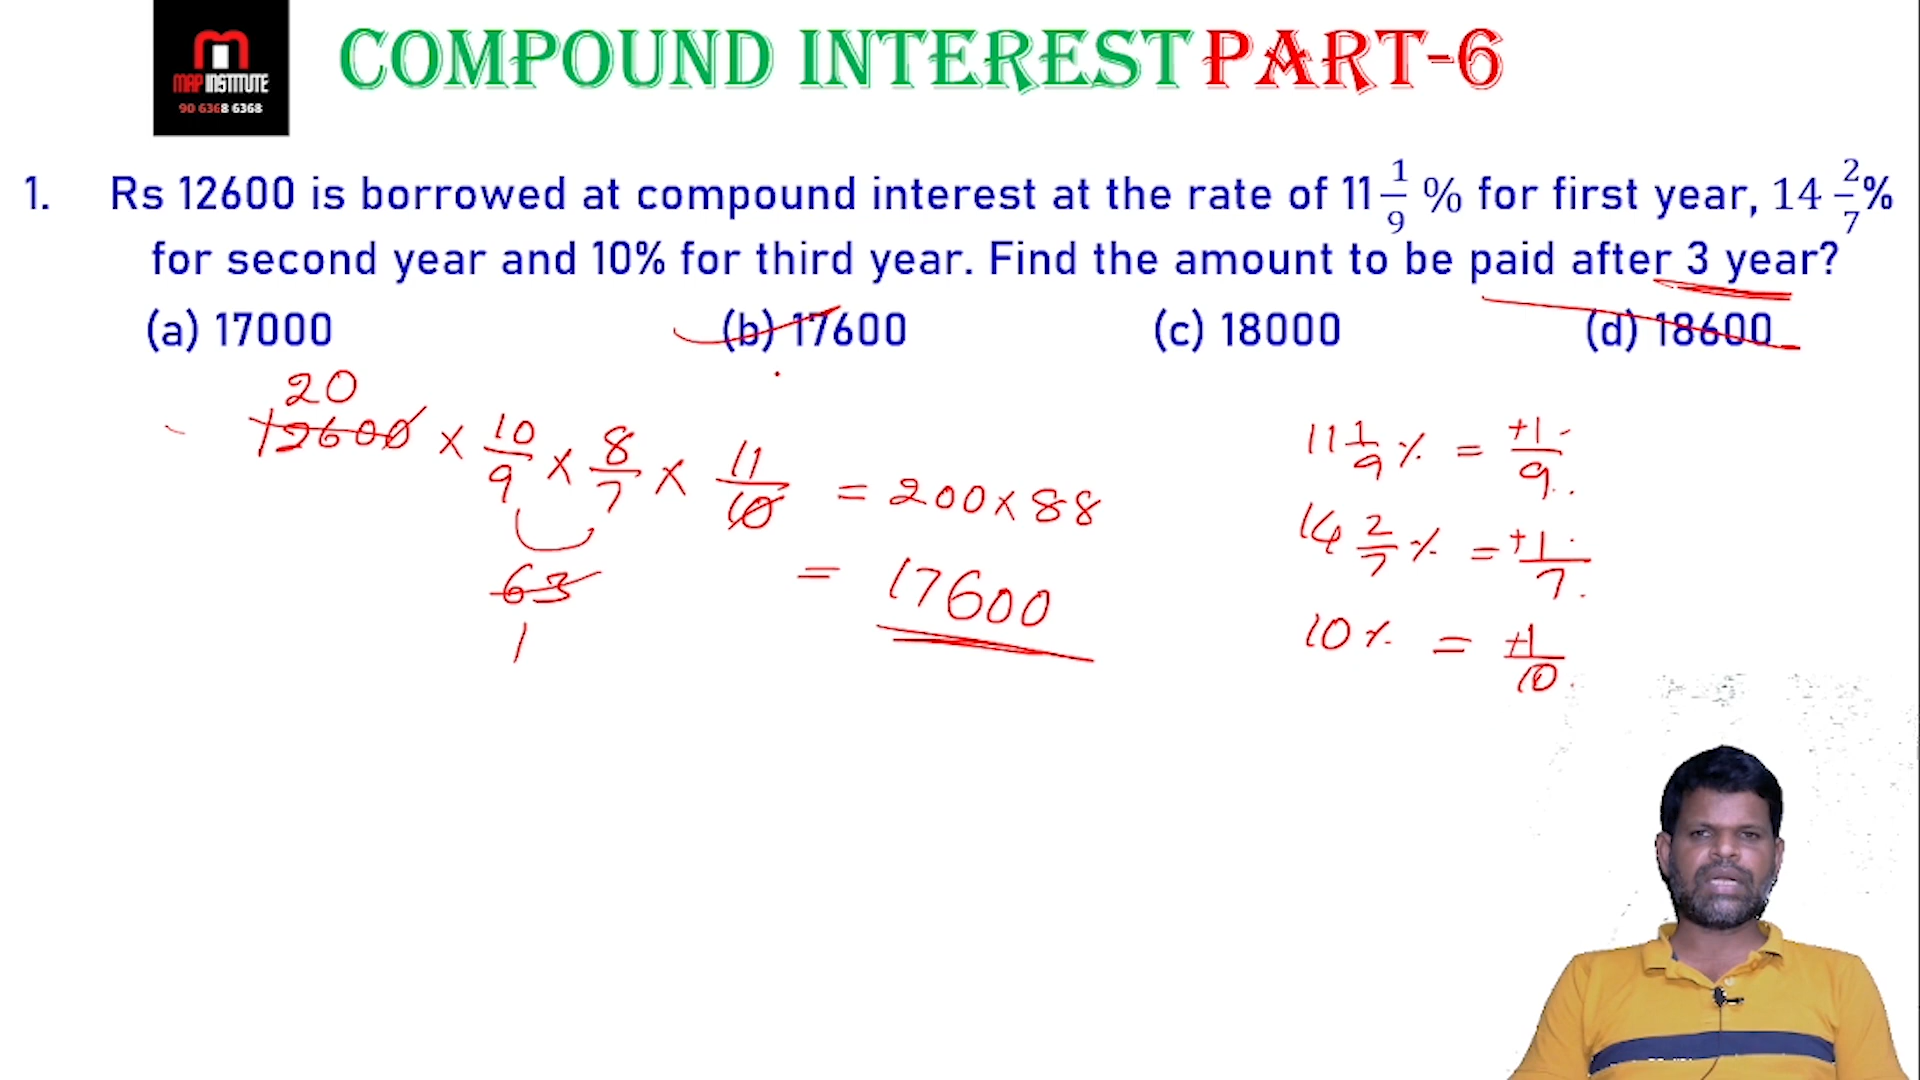 MAP INSTITUTE
90 6368 6368
COMPOUND INTEREST PART-6
1. Rs 12600 is borrowed at compound interest at the rate of 11 1/9 % for first year, 14 2/7%
for second year and 10% for third year. Find the amount to be paid after 3 year?
(a) 17000 (b) 17600 (c) 18000 (d) 18600
20
12600 × 10/9 × 8/7 × 11/10 = 200 × 88
63
1
= 17600
11 1/9 % = +1/9
14 2/7 % = +1/7
10% = +1/10